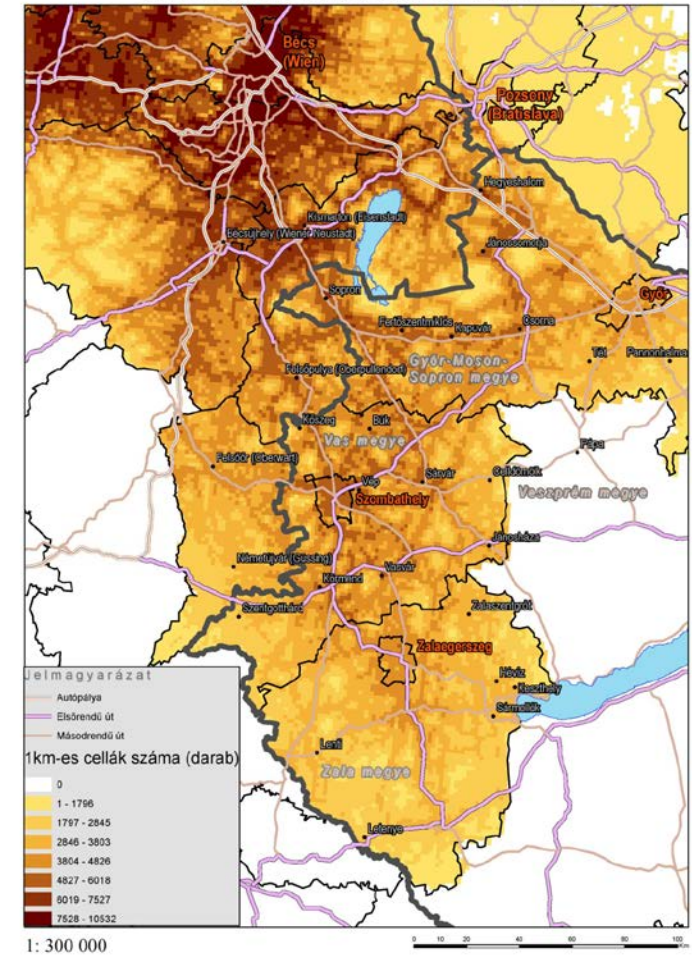 Bécs
(Wien)
Pozsony
(Bratislava)
Hegyeshalom
Kismarton (Eisenstadt)
Bécsújhely (Wiener Neustadt)
Jánossomorja
Sopron
Győr
Fertőszentmiklós
Kapuvár
Csorna
Győr-Moson-
Sopron megye
Tét
Pannonhalma
Felsőpulya (Oberpullendorf)
Kőszeg
Bük
Vas megye
Pápa
Felsőőr (Oberwart)
Vép
Sárvár
Celldömölk
Veszprém megye
Szombathely
Jánosháza
Németújvár (Güssing)
Körmend
Vasvár
Szentgotthárd
Zalaszentgrót
Zalaegerszeg
Hévíz
Keszthely
Sármellék
Lenti
Zala megye
Letenye
Jelmagyarázat
Autópálya
Elsőrendű út
Másodrendű út
1km-es cellák száma (darab)
0
1 - 1796
1797 - 2845
2846 - 3803
3804 - 4826
4827 - 6018
6019 - 7527
7528 - 10532
1: 300 000
0 10 20 40 60 80 100
Km